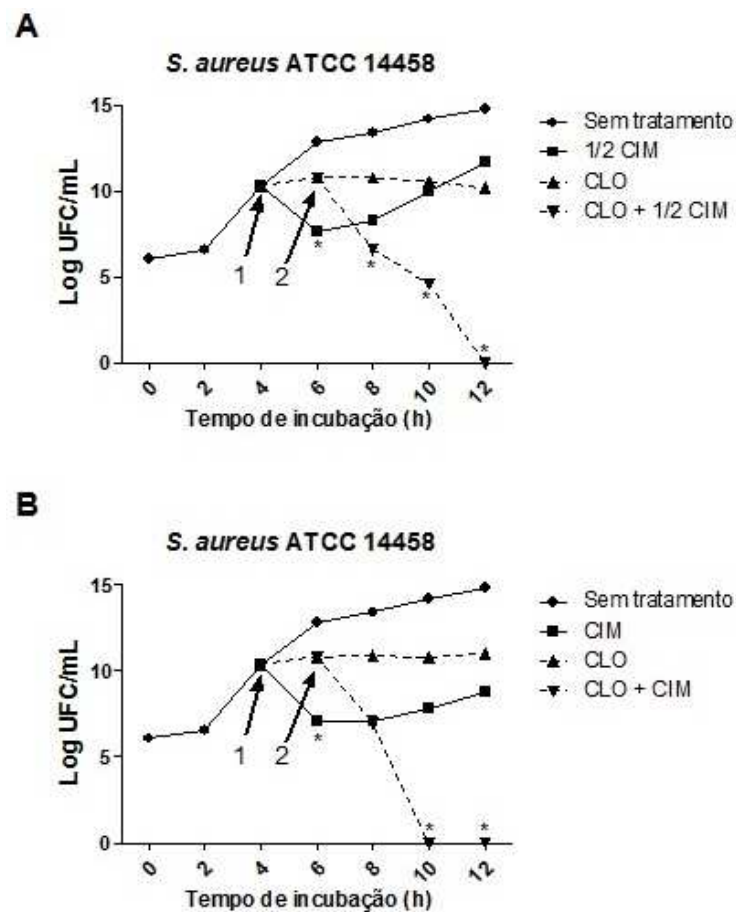 A
S. aureus ATCC 14458
15
10
5
0
Log UFC/mL
1
2
*
*
*
*
0 2 4 6 8 10 12
Tempo de incubação (h)
Sem tratamento
1/2 CIM
CLO
CLO + 1/2 CIM
B
S. aureus ATCC 14458
15
10
5
0
Log UFC/mL
1
2
*
*
*
0 2 4 6 8 10 12
Tempo de incubação (h)
Sem tratamento
CIM
CLO
CLO + CIM